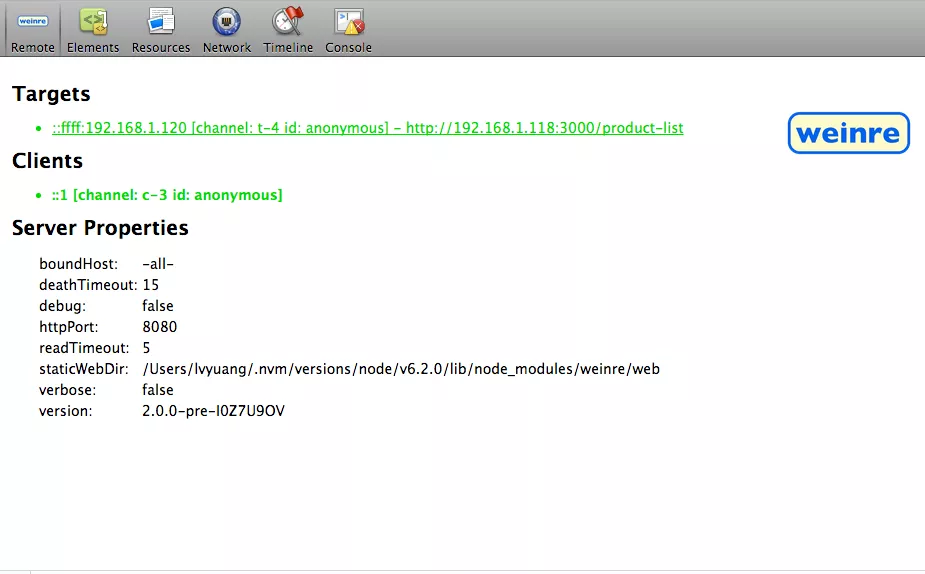 weinre
Remote Elements Resources Network Timeline Console
Targets
• ::ffff:192.168.1.120 [channel: t-4 id: anonymous] - http://192.168.1.118:3000/product-list
weinre
Clients
• ::1 [channel: c-3 id: anonymous]
Server Properties
boundHost: -all-
deathTimeout: 15
debug: false
httpPort: 8080
readTimeout: 5
staticWebDir: /Users/lvyuang/.nvm/versions/node/v6.2.0/lib/node_modules/weinre/web
verbose: false
version: 2.0.0-pre-I0Z7U9OV